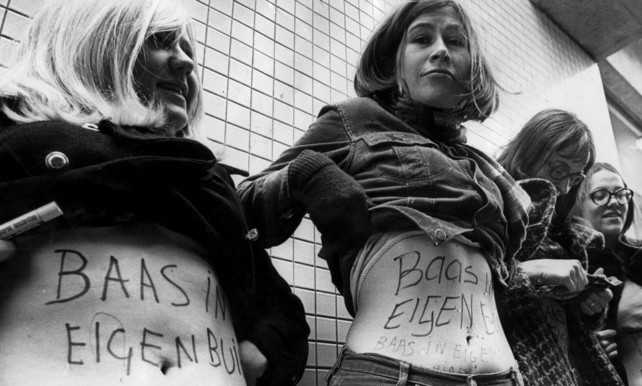 BAAS iN
EIGEN BUi
Baas i
EIGEN
BAAS IN EIGEN